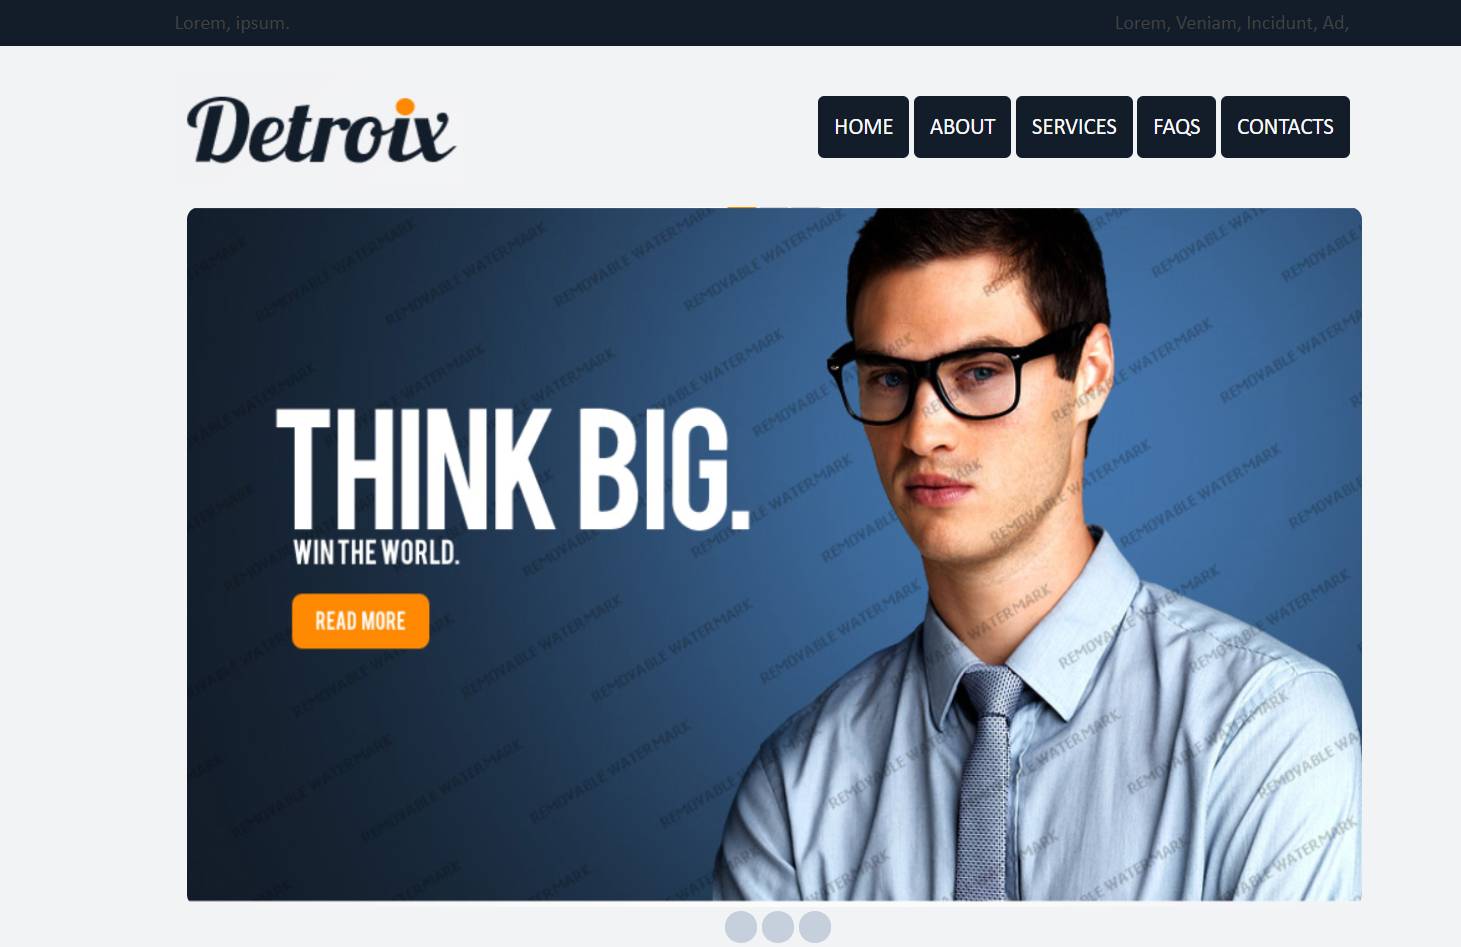 Lorem, ipsum.
Lorem, Veniam, Incidunt, Ad,
Detroix
HOME ABOUT SERVICES FAQS CONTACTS
THINK BIG.
WIN THE WORLD.
READ MORE
REMOVABLE WATERMARK